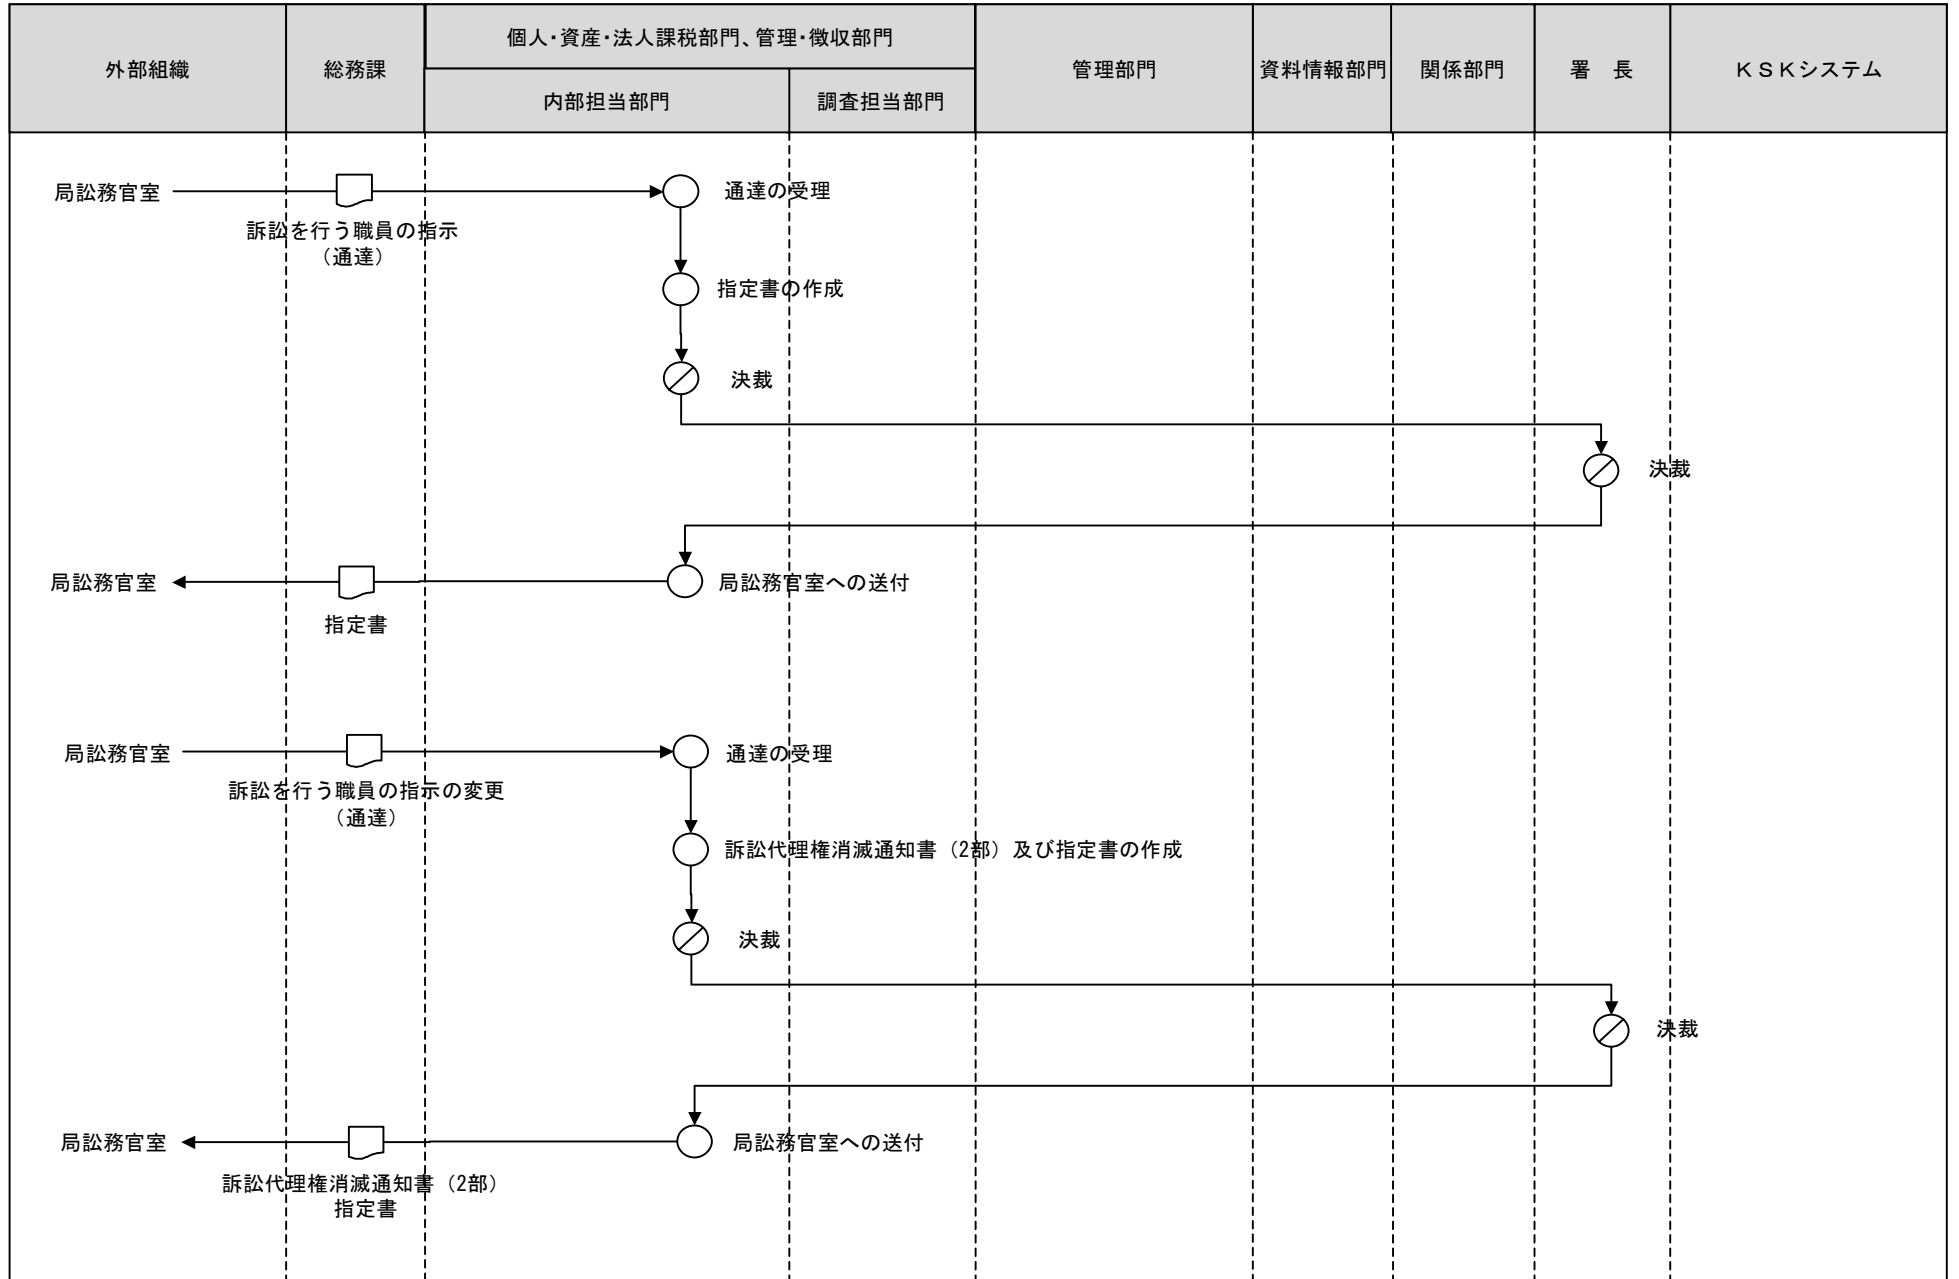 外部組織
総務課
個人・資産・法人課税部門、管理・徴収部門
内部担当部門
調査担当部門
管理部門
資料情報部門
関係部門
署　長
ＫＳＫシステム
局訟務官室
通達の受理
訴訟を行う職員の指示
（通達）
指定書の作成
決裁
決裁
局訟務官室
局訟務官室への送付
指定書
局訟務官室
通達の受理
訴訟を行う職員の指示の変更
（通達）
訴訟代理権消滅通知書（2部）及び指定書の作成
決裁
決裁
局訟務官室
局訟務官室への送付
訴訟代理権消滅通知書（2部）
指定書